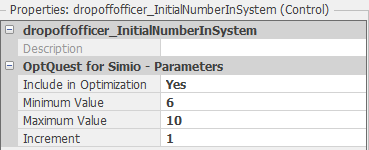 Properties: dropoffofficer_InitialNumberInSystem (Control)
dropoffofficer_InitialNumberInSystem
Description
OptQuest for Simio - Parameters
Include in Optimization Yes
Minimum Value 6
Maximum Value 10
Increment 1